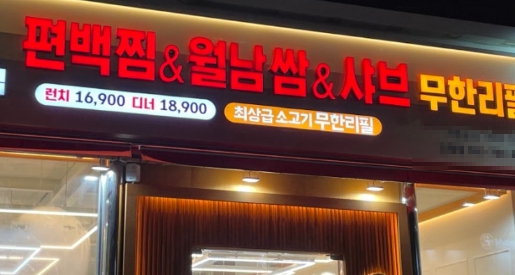 편백찜&월남쌈&샤브 무한리필
런치 16,900 디너 18,900
최상급 소고기 무한리필